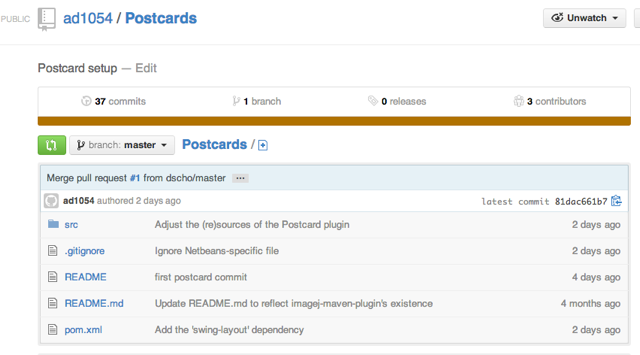 PUBLIC ad1054 / Postcards Unwatch
Postcard setup — Edit
37 commits 1 branch 0 releases 3 contributors
branch: master Postcards /
Merge pull request #1 from dscho/master ...
ad1054 authored 2 days ago latest commit 81dac661b7
src Adjust the (re)sources of the Postcard plugin 2 days ago
.gitignore Ignore Netbeans-specific file 2 days ago
README first postcard commit 4 days ago
README.md Update README.md to reflect imagej-maven-plugin's existence 4 months ago
pom.xml Add the 'swing-layout' dependency 2 days ago